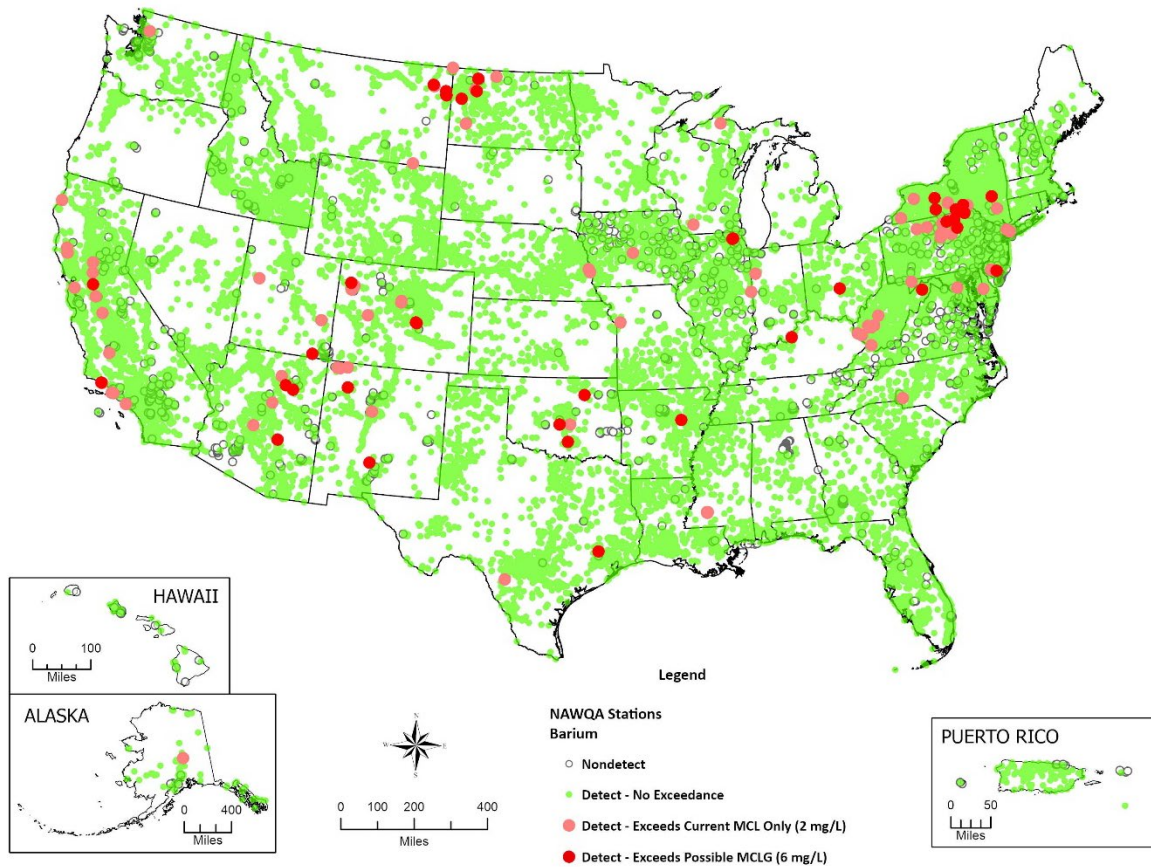 HAWAII
0 100
Miles
ALASKA
0 400
Miles
N
W E
S
0 100 200 400
Miles
Legend
NAWQA Stations
Barium
Nondetect
Detect - No Exceedance
Detect - Exceeds Current MCL Only (2 mg/L)
Detect - Exceeds Possible MCLG (6 mg/L)
PUERTO RICO
0 50
Miles